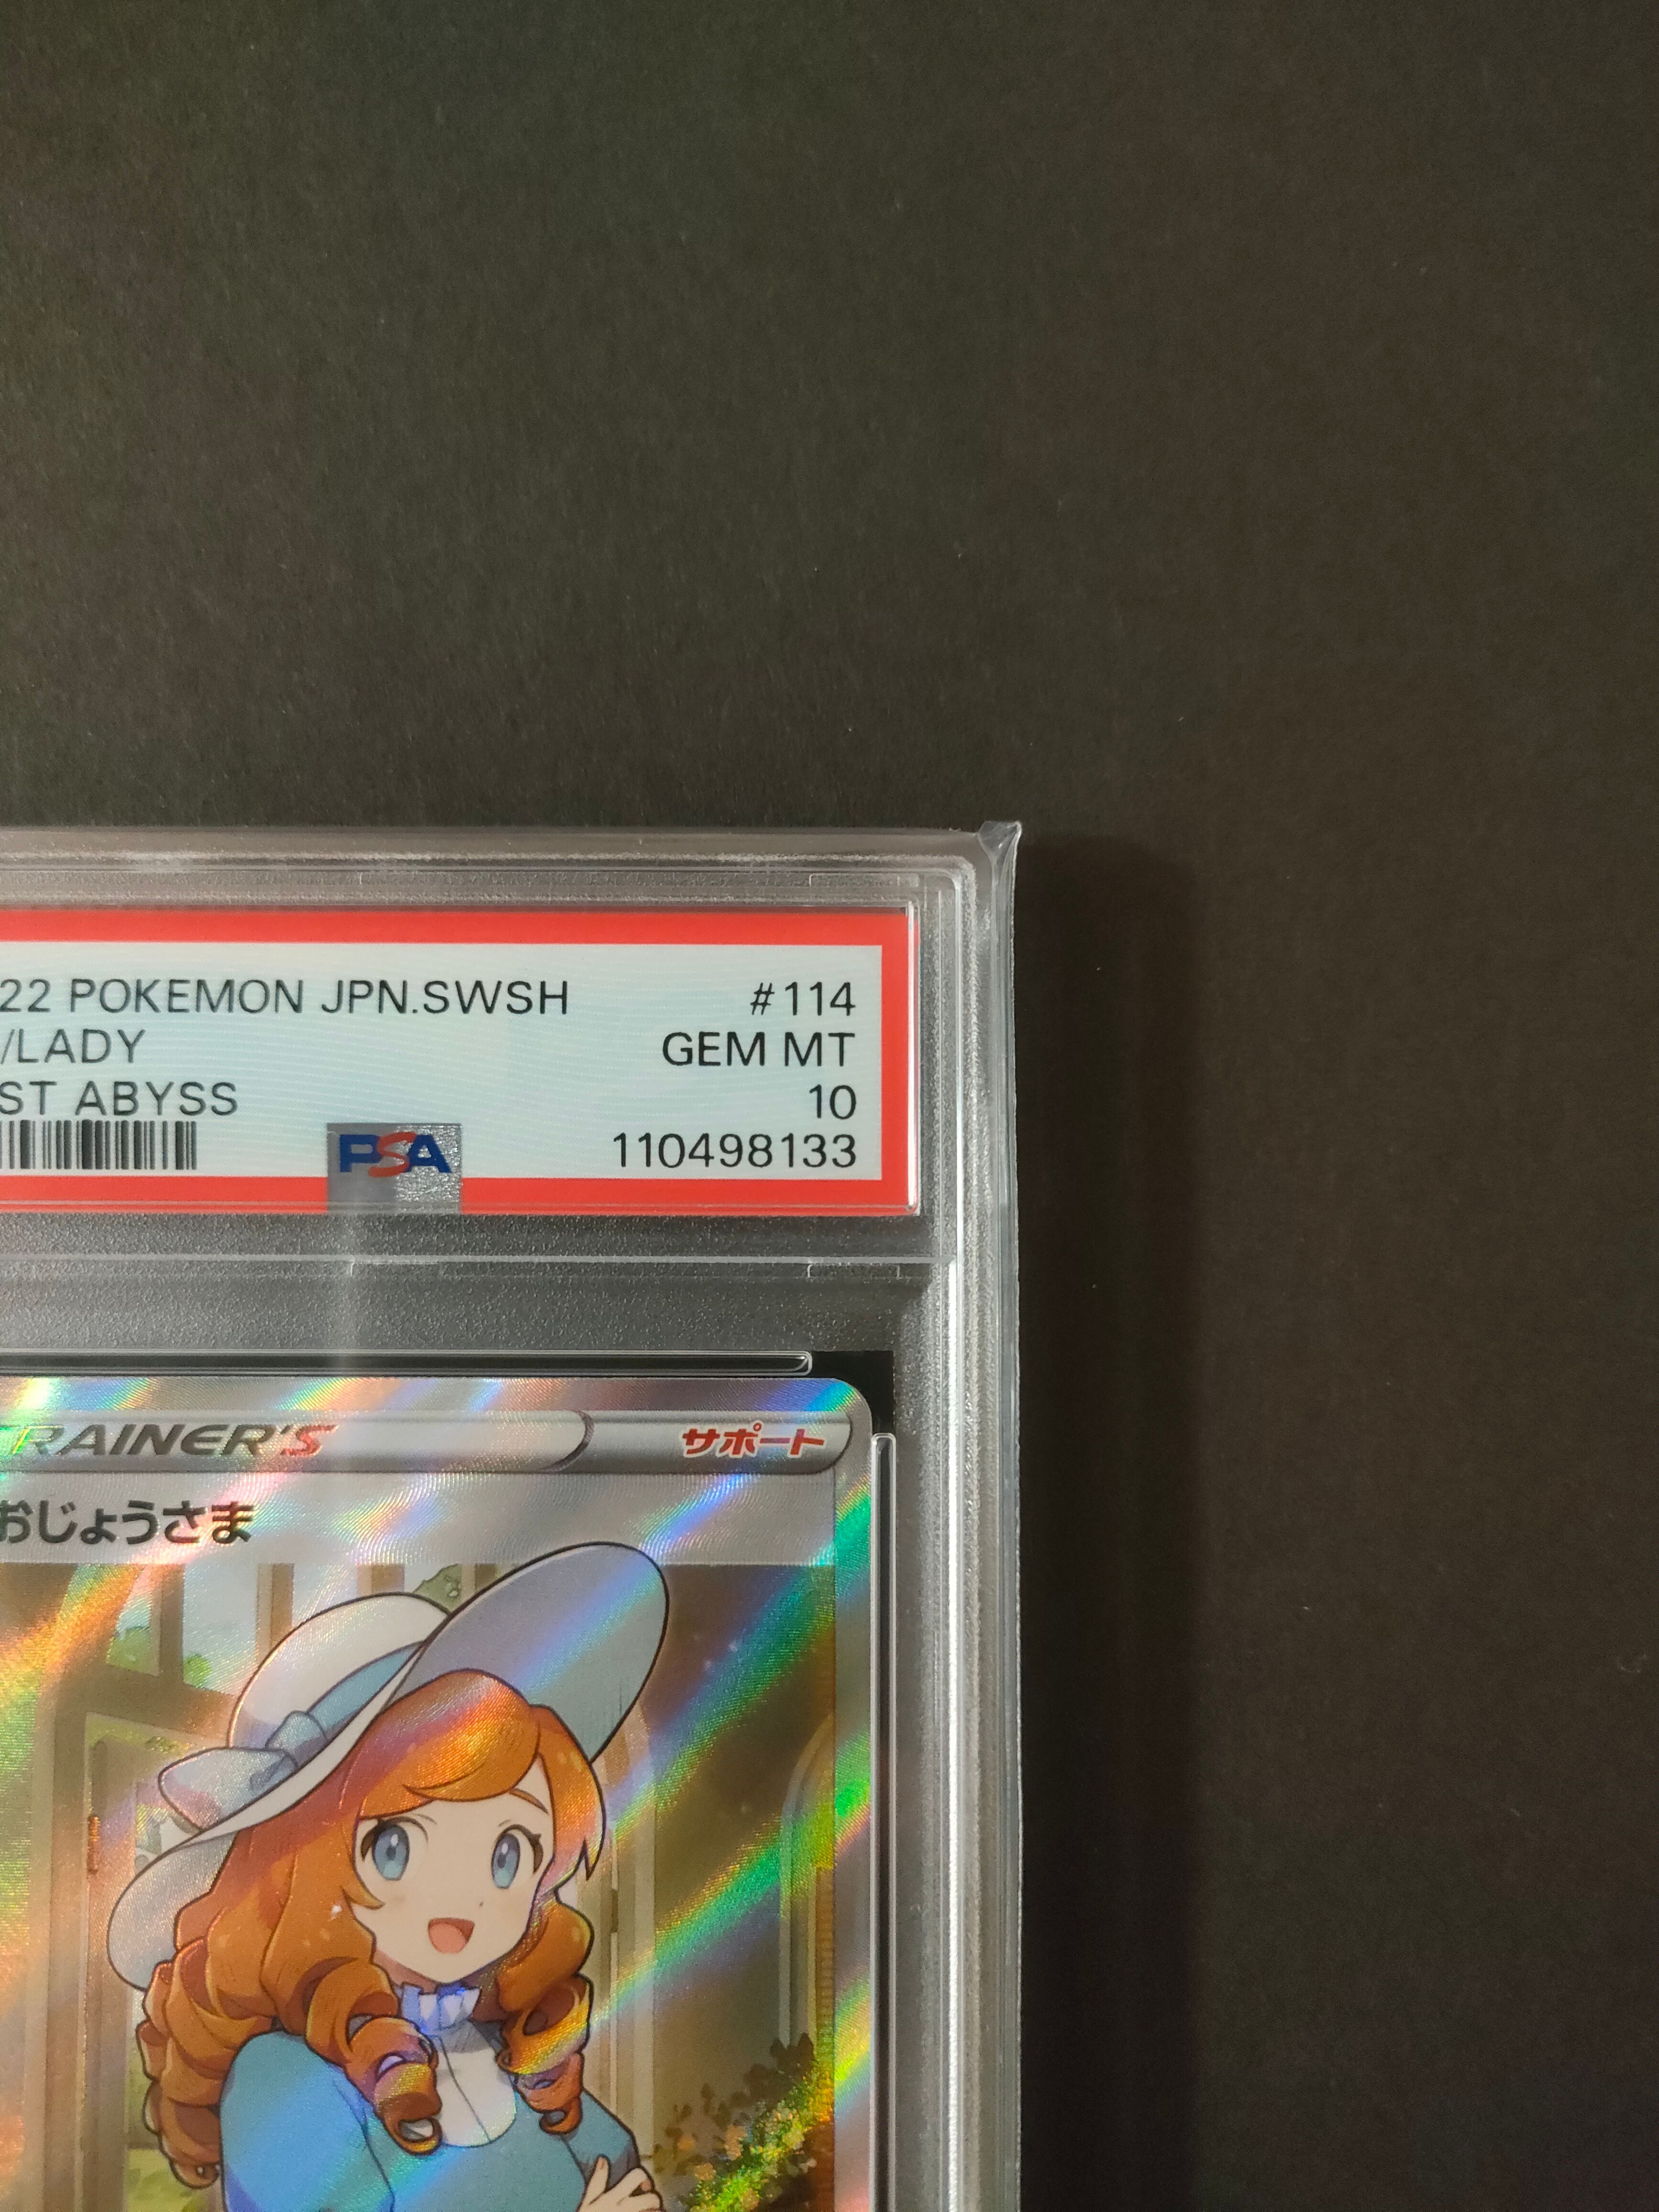 22 POKEMON JPN.SWSH #114
/LADY GEM MT
ST ABYSS 10
PSA 110498133
TRAINER'S サポート
おじょうさま